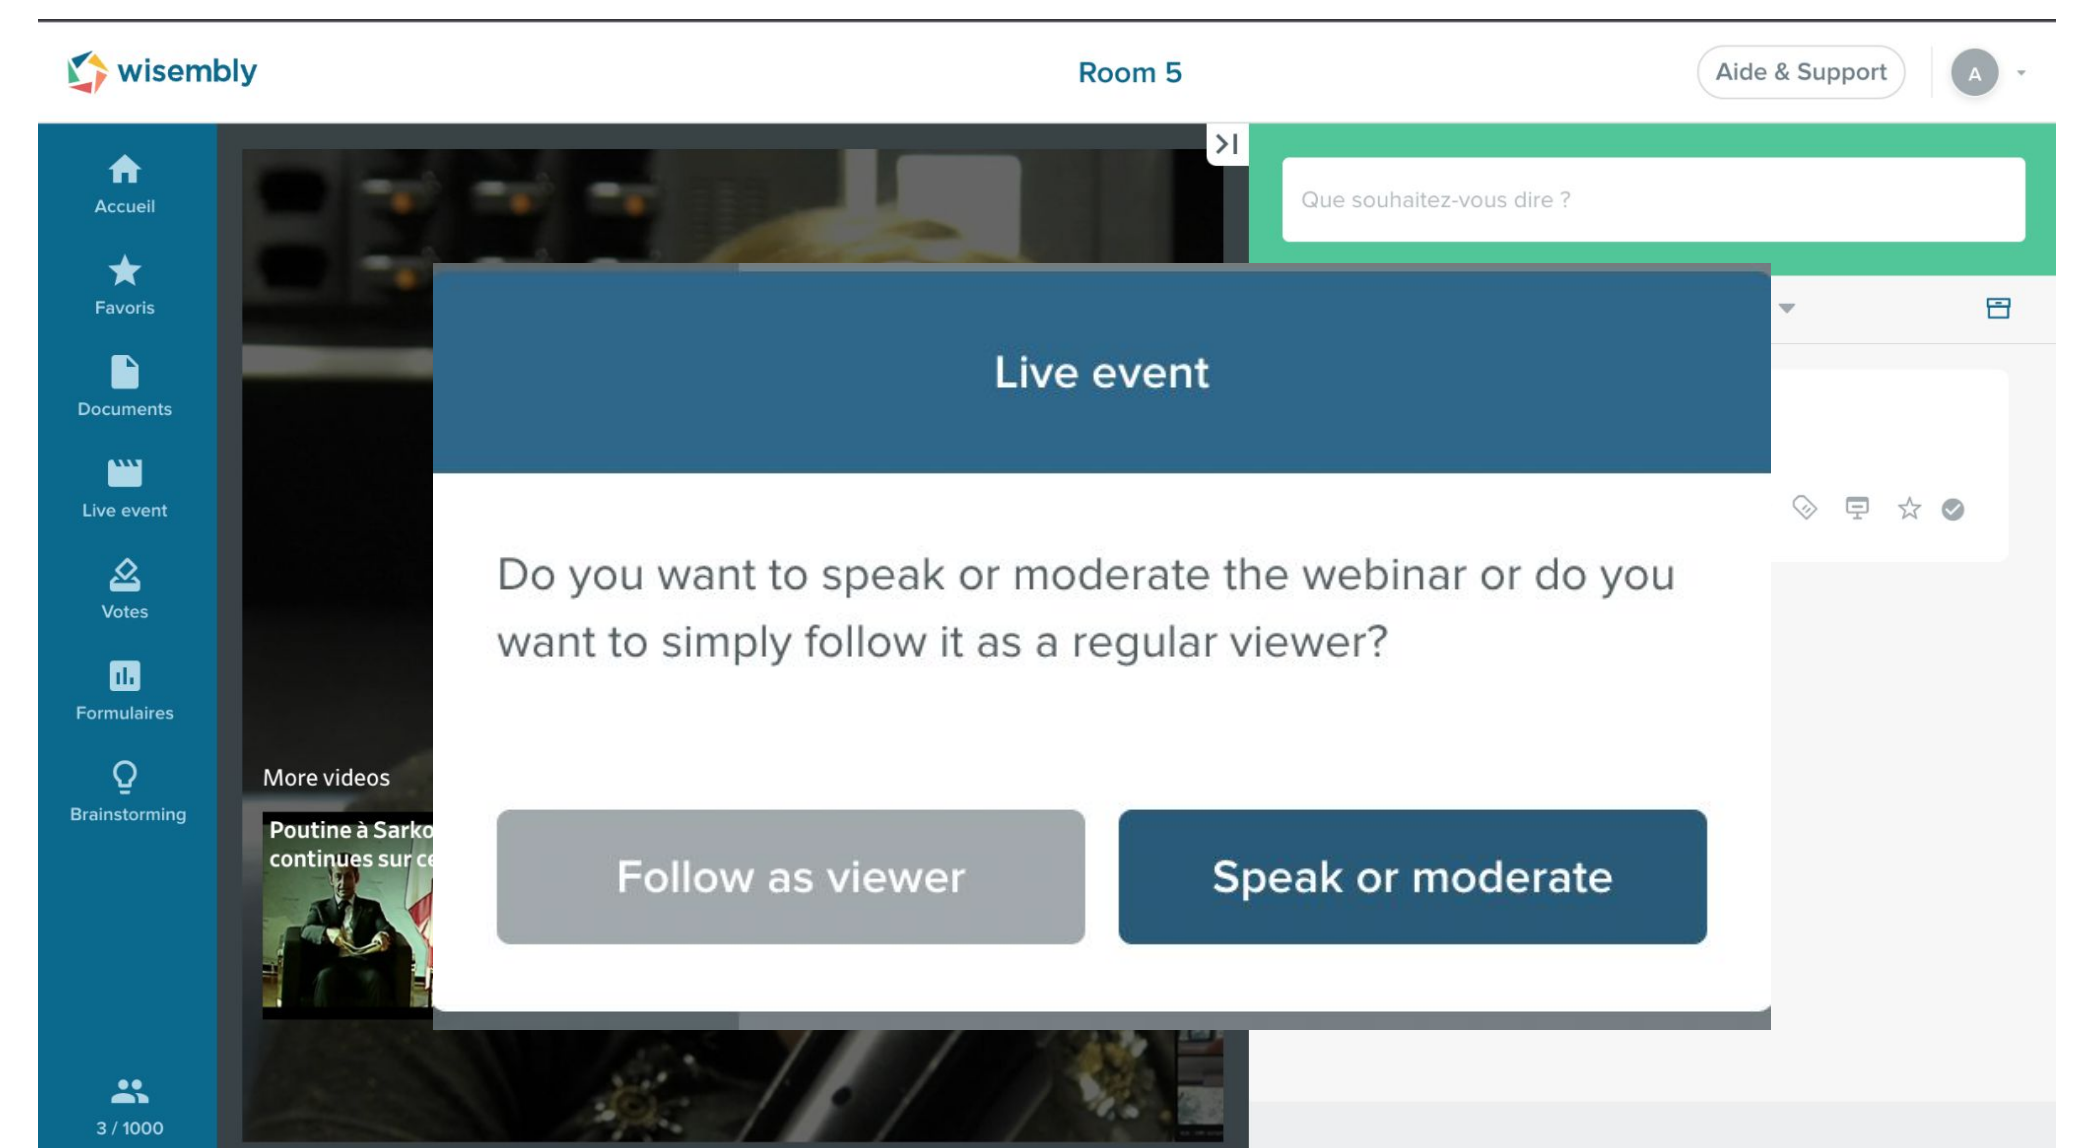 wisembly
Room 5
Aide & Support
A
Accueil
Favoris
Documents
Live event
Votes
Formulaires
Brainstorming
3 / 1000
Que souhaitez-vous dire ?
More videos
Poutine à Sarko
continues sur ce
Live event
Do you want to speak or moderate the webinar or do you
want to simply follow it as a regular viewer?
Follow as viewer
Speak or moderate